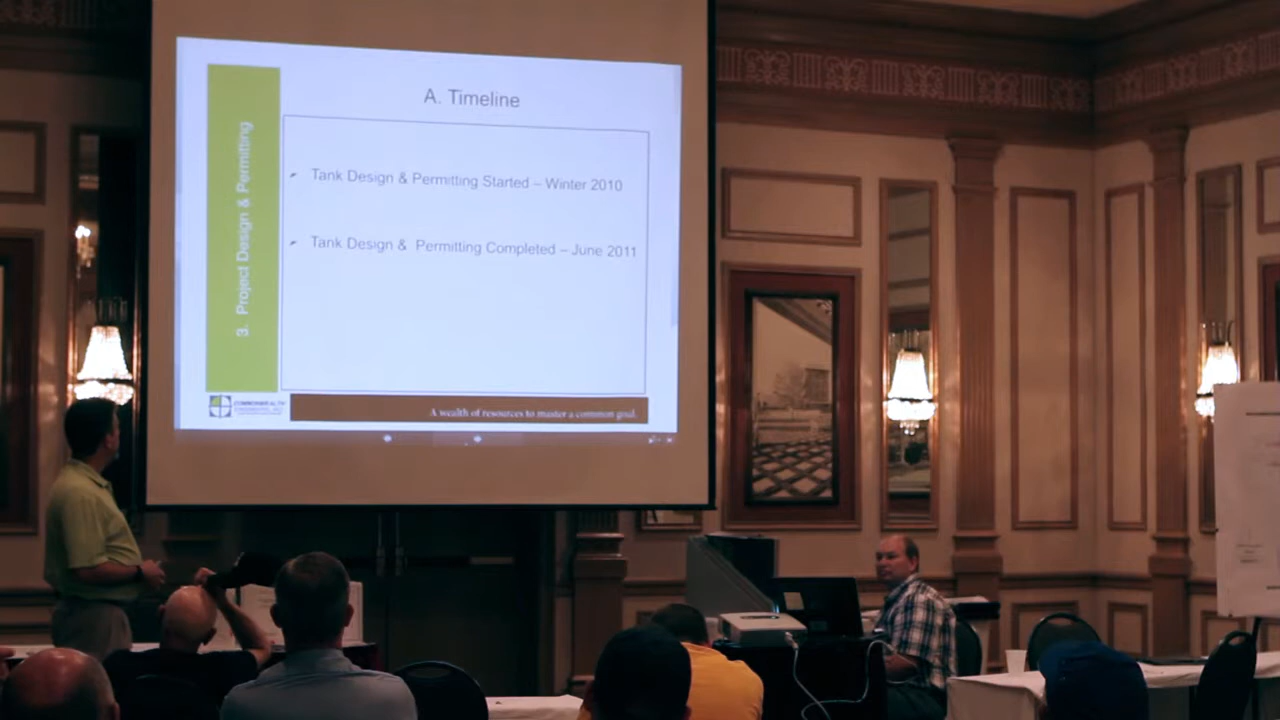 A. Timeline
3. Project Design & Permitting
Tank Design & Permitting Started – Winter 2010
Tank Design & Permitting Completed – June 2011
COMMONWEALTH
A wealth of resources to master a common goal.